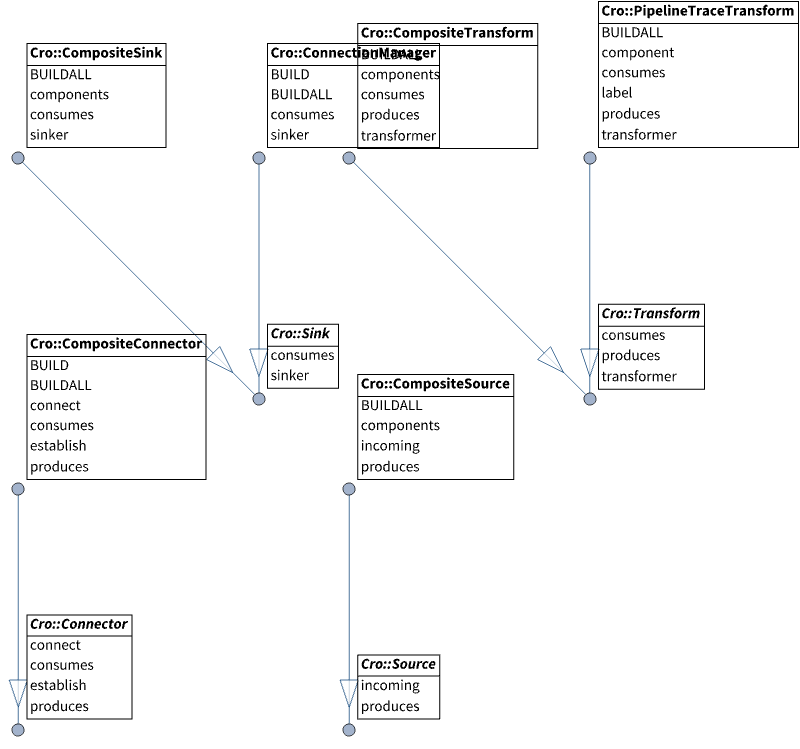 Cro::CompositeSink
BUILDALL
components
consumes
sinker
Cro::ConnectionManager
BUILD
BUILDALL
consumes
sinker
Cro::CompositeTransform
BUILDALL
components
consumes
produces
transformer
Cro::PipelineTraceTransform
BUILDALL
component
consumes
label
produces
transformer
Cro::CompositeConnector
BUILD
BUILDALL
connect
consumes
establish
produces
Cro::Sink
consumes
sinker
Cro::CompositeSource
BUILDALL
components
incoming
produces
Cro::Transform
consumes
produces
transformer
Cro::Connector
connect
consumes
establish
produces
Cro::Source
incoming
produces